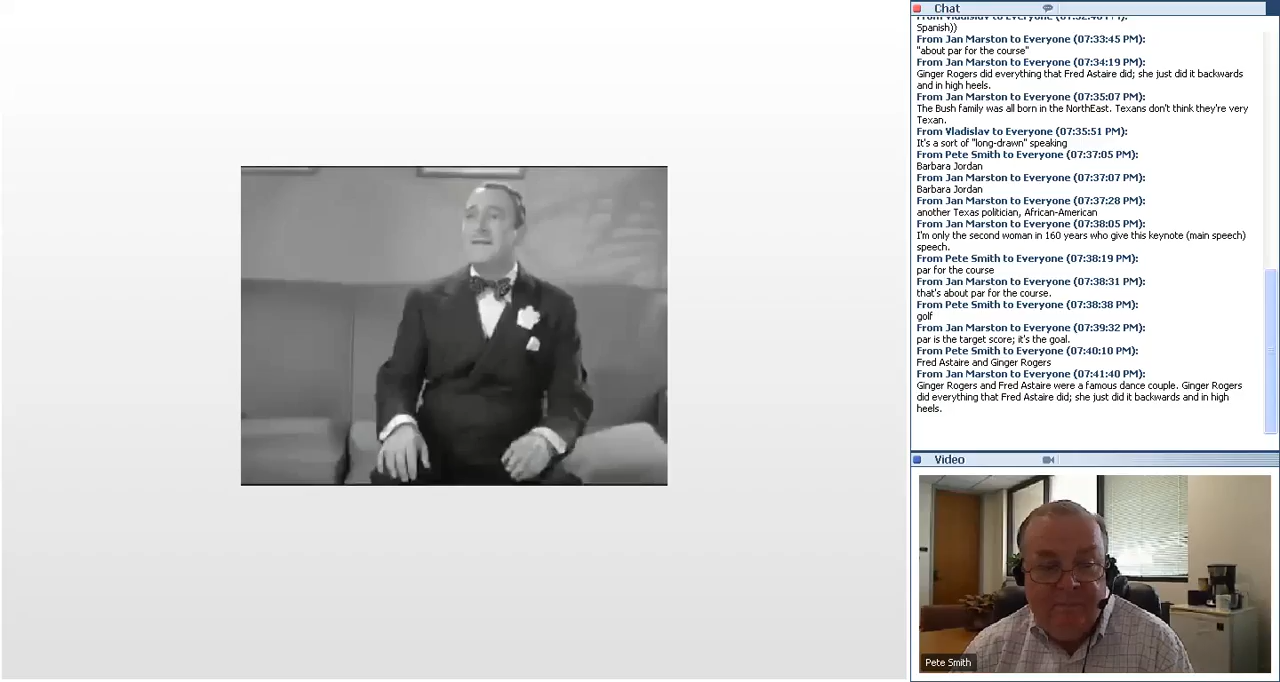 Chat
From Vladislav to Everyone (07:32:40 PM):
Spanish))
From Jan Marston to Everyone (07:33:45 PM):
"about par for the course"
From Jan Marston to Everyone (07:34:19 PM):
Ginger Rogers did everything that Fred Astaire did; she just did it backwards
and in high heels.
From Jan Marston to Everyone (07:35:07 PM):
The Bush family was all born in the NorthEast. Texans don't think they're very
Texan.
From Vladislav to Everyone (07:35:51 PM):
It's a sort of "long-drawn" speaking
From Pete Smith to Everyone (07:37:05 PM):
Barbara Jordan
From Jan Marston to Everyone (07:37:07 PM):
Barbara Jordan
From Jan Marston to Everyone (07:37:28 PM):
another Texas politician, African-American
From Jan Marston to Everyone (07:38:05 PM):
I'm only the second woman in 160 years who give this keynote (main speech)
speech.
From Pete Smith to Everyone (07:38:19 PM):
par for the course
From Jan Marston to Everyone (07:38:31 PM):
that's about par for the course.
From Pete Smith to Everyone (07:38:38 PM):
golf
From Jan Marston to Everyone (07:39:32 PM):
par is the target score; it's the goal.
From Pete Smith to Everyone (07:40:10 PM):
Fred Astaire and Ginger Rogers
From Jan Marston to Everyone (07:41:40 PM):
Ginger Rogers and Fred Astaire were a famous dance couple. Ginger Rogers
did everything that Fred Astaire did; she just did it backwards and in high
heels.
Video
Pete Smith